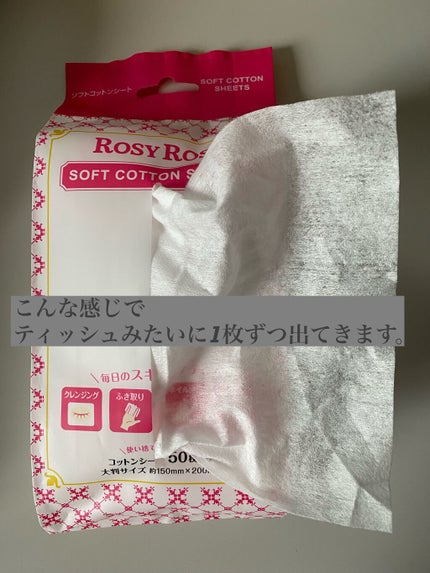 ソフトコットンシート
SOFT COTTON
SHEETS
ROSY
SOFT COTTON
こんな感じで
ティッシュみたいに1枚ずつ出てきます。
毎日のスキ
クレンジング
ふき取り
使い捨て
コットンシー
50
大判サイズ 約150mm×200